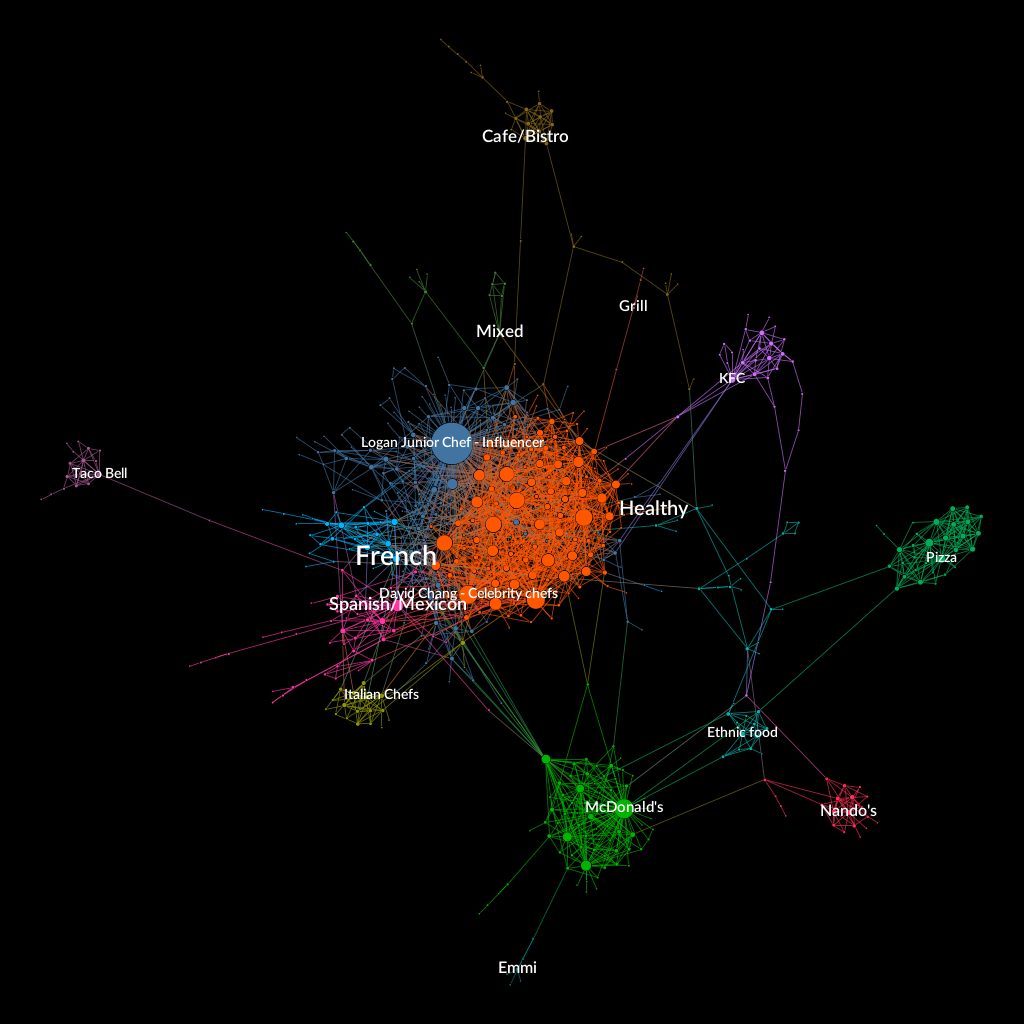 Cafe/Bistro
Grill
Mixed
KFC
Logan Junior Chef - Influencer
Taco Bell
Healthy
French
Pizza
David Chang - Celebrity chefs
Spanish/Mexicon
Italian Chefs
Ethnic food
McDonald's
Nando's
Emmi